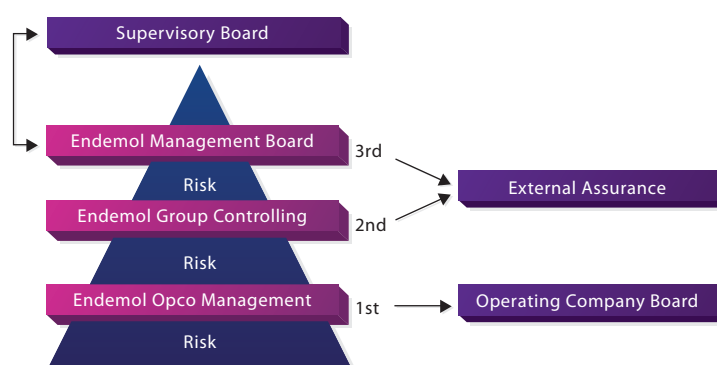 Supervisory Board
Endemol Management Board
3rd
Risk
External Assurance
Endemol Group Controlling
2nd
Risk
Endemol Opco Management
1st
Operating Company Board
Risk